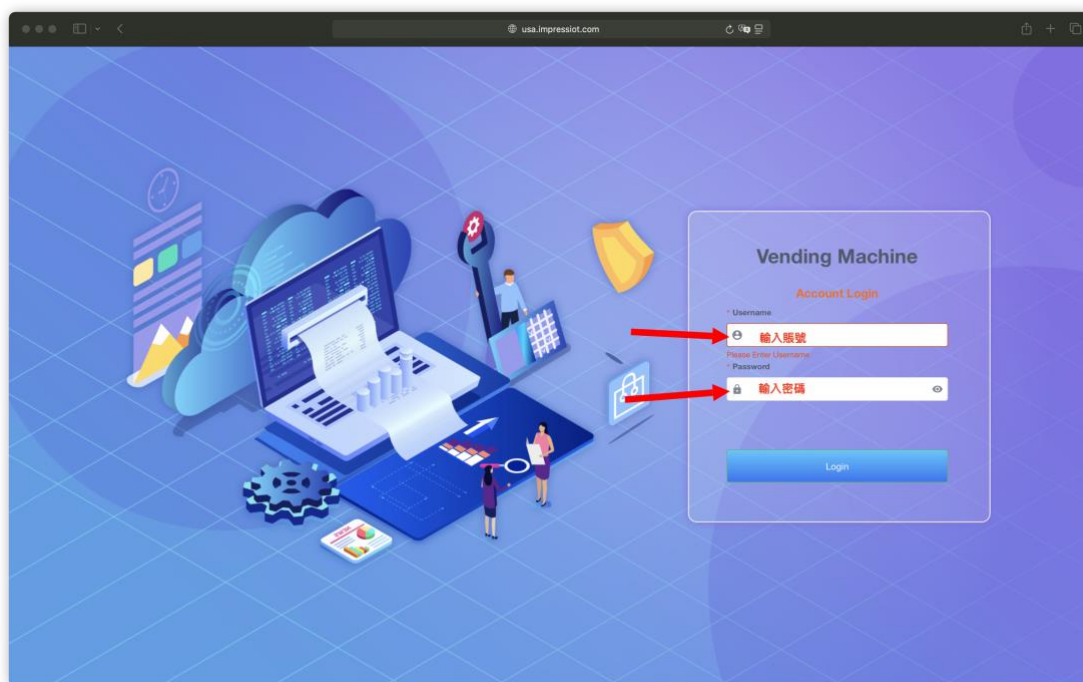 usa.impressiot.com
Vending Machine
Account Login
* Username
輸入賬號
Please Enter Username
* Password
輸入密碼
Login